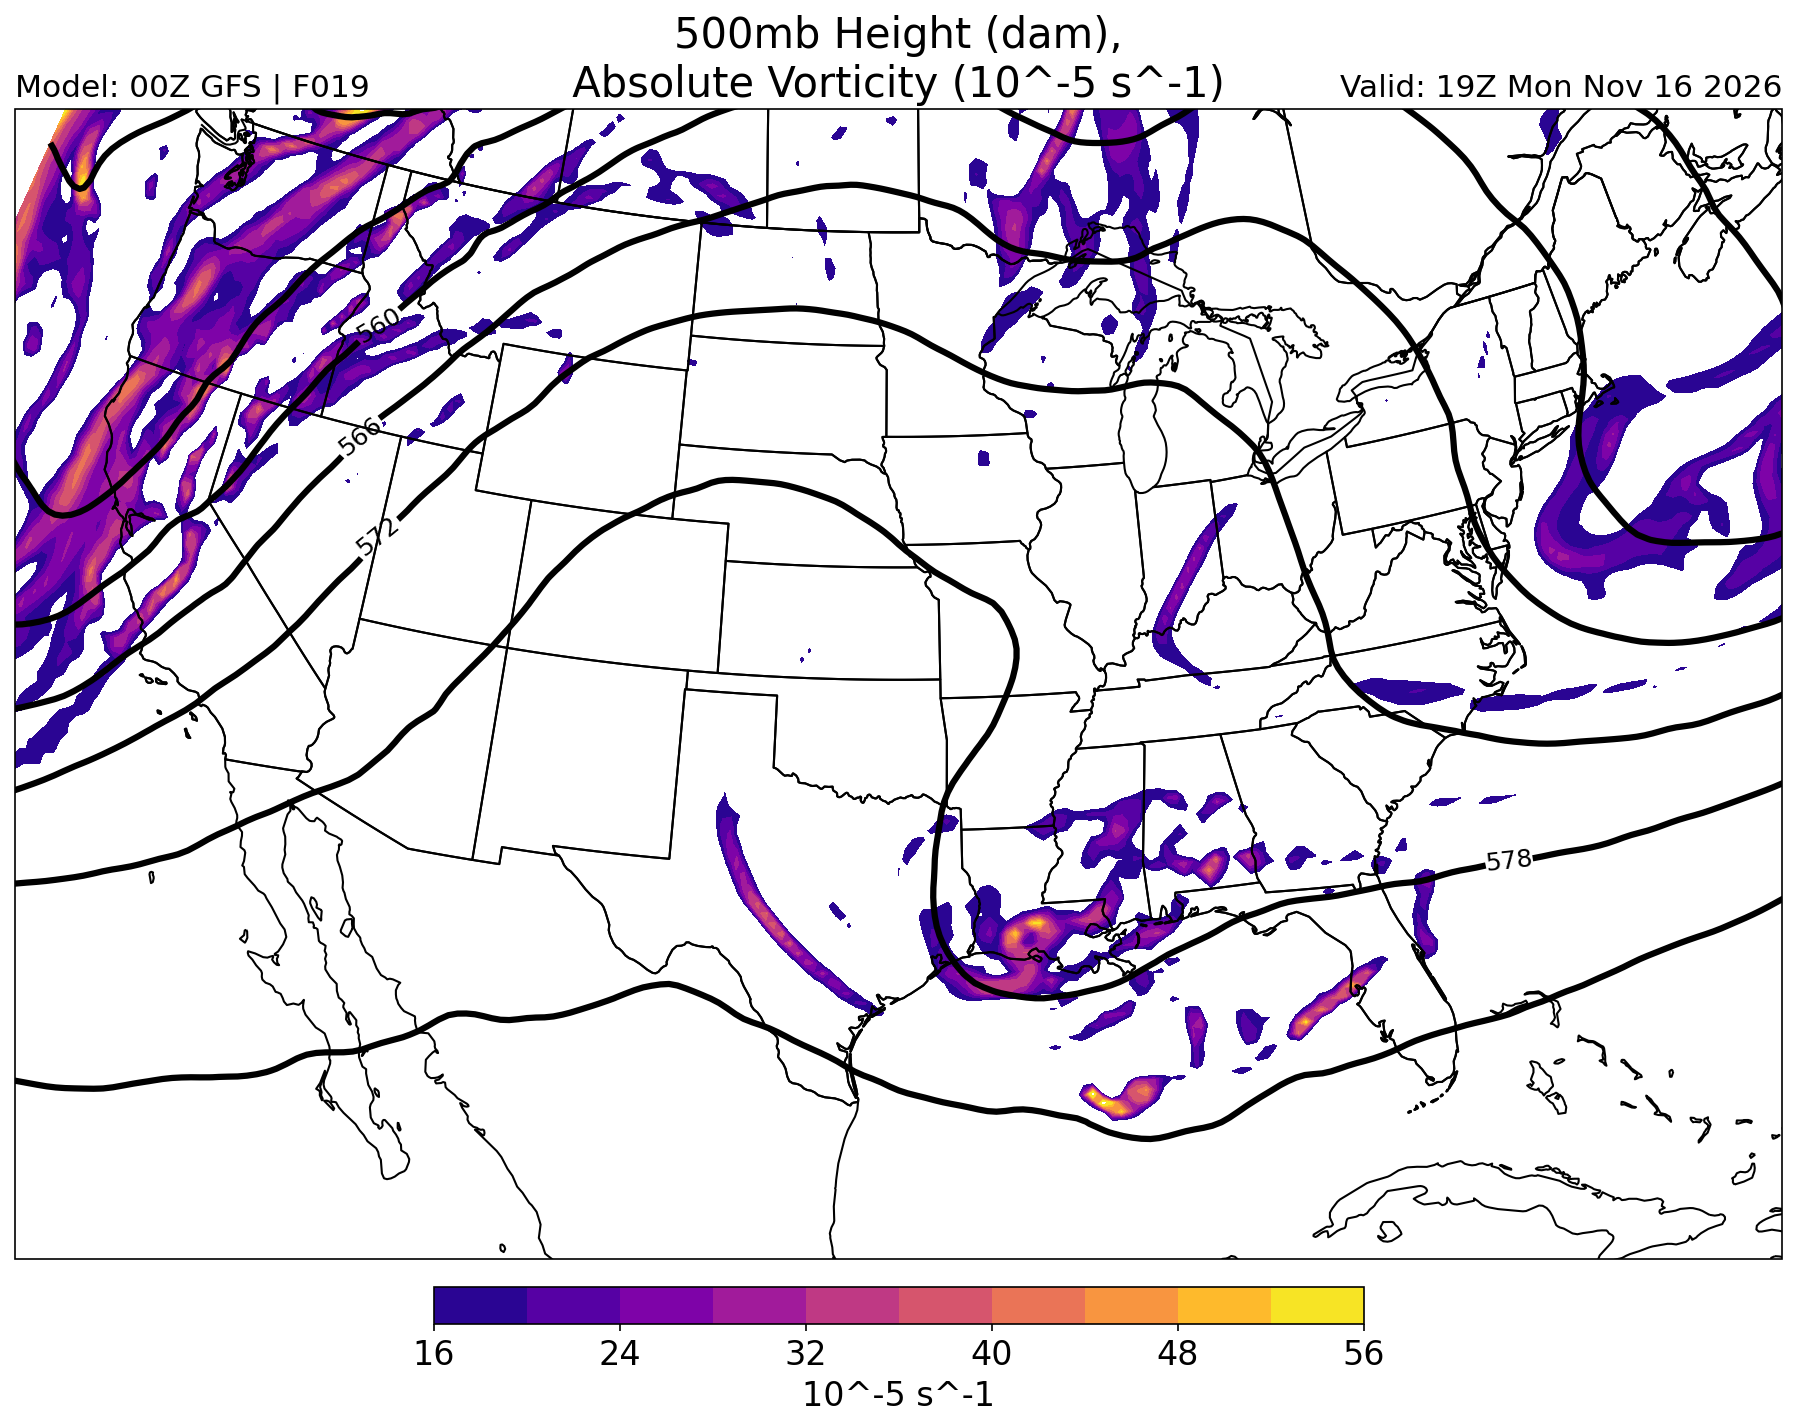 500mb Height (dam),
Model: 00Z GFS | F019
Absolute Vorticity (10^-5 s^-1)
Valid: 19Z Mon Nov 16 2026
560
566
572
578
16 24 32 40 48 56
10^-5 s^-1